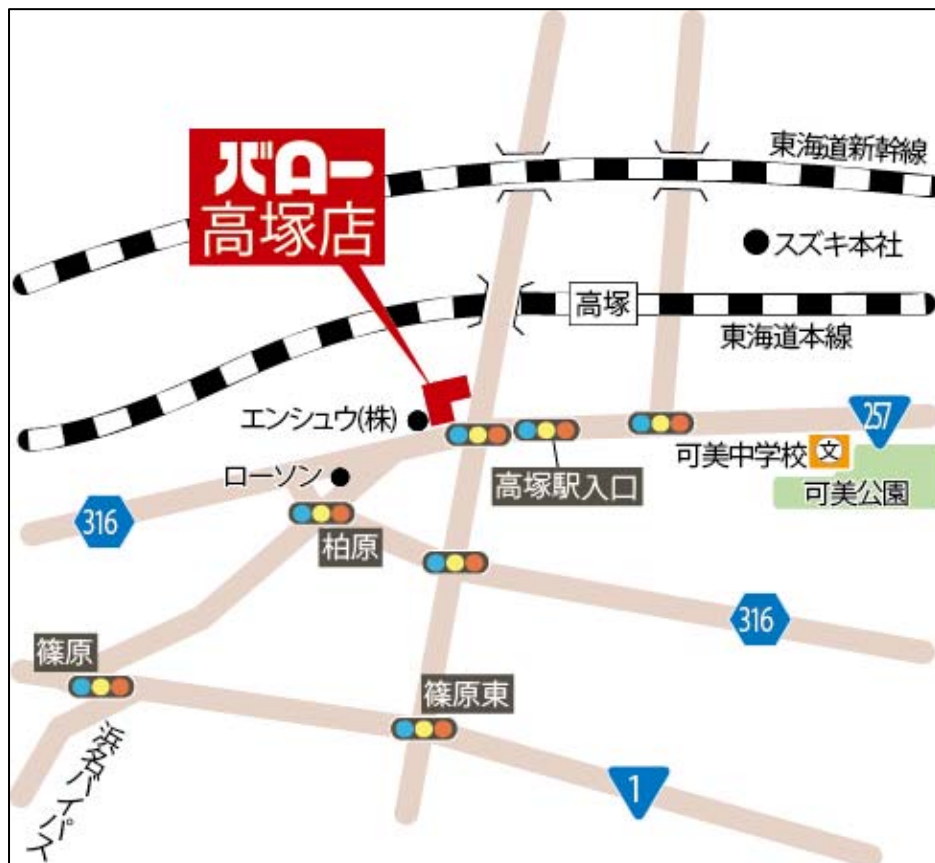 東海道新幹線
バロー
高塚店
スズキ本社
高塚
東海道本線
エンシュウ(株)
257
可美中学校
文
ローソン
高塚駅入口
可美公園
316
柏原
316
篠原
篠原東
浜名バイパス
1